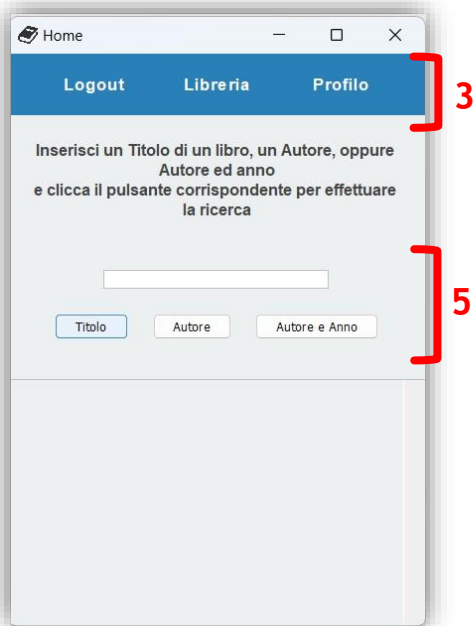 Home
Logout Libreria Profilo
3
Inserisci un Titolo di un libro, un Autore, oppure
Autore ed anno
e clicca il pulsante corrispondente per effettuare
la ricerca
5
Titolo Autore Autore e Anno